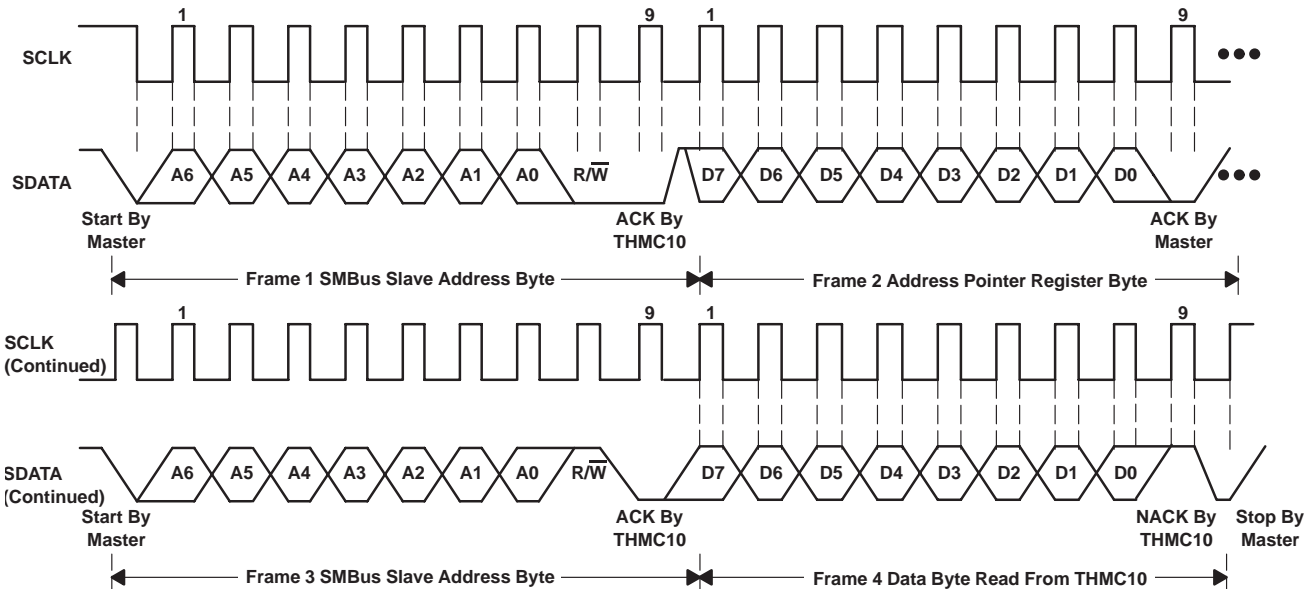 1 9 1 9
SCLK
SDATA
A6 A5 A4 A3 A2 A1 A0 R/W̅ D7 D6 D5 D4 D3 D2 D1 D0
Start By
Master
ACK By
THMC10
ACK By
Master
Frame 1 SMBus Slave Address Byte
Frame 2 Address Pointer Register Byte
1 9 1 9
SCLK
(Continued)
SDATA
(Continued)
A6 A5 A4 A3 A2 A1 A0 R/W̅ D7 D6 D5 D4 D3 D2 D1 D0
Start By
Master
ACK By
THMC10
NACK By
THMC10
Stop By
Master
Frame 3 SMBus Slave Address Byte
Frame 4 Data Byte Read From THMC10